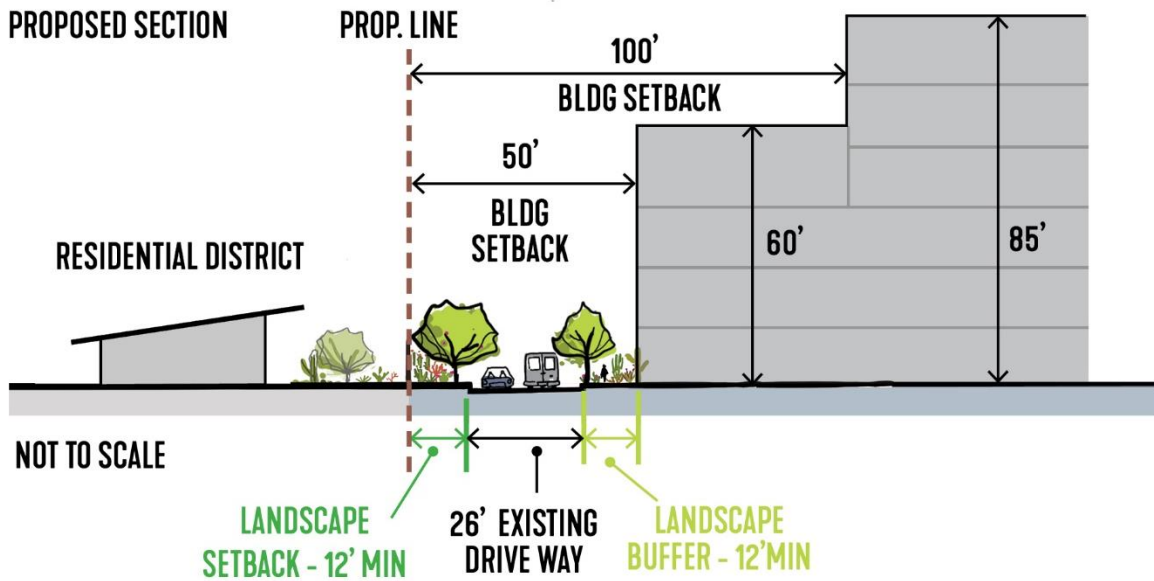 PROPOSED SECTION
PROP. LINE
100'
BLDG SETBACK
50'
BLDG
SETBACK
60'
85'
RESIDENTIAL DISTRICT
NOT TO SCALE
LANDSCAPE
SETBACK - 12' MIN
26' EXISTING
DRIVE WAY
LANDSCAPE
BUFFER - 12'MIN